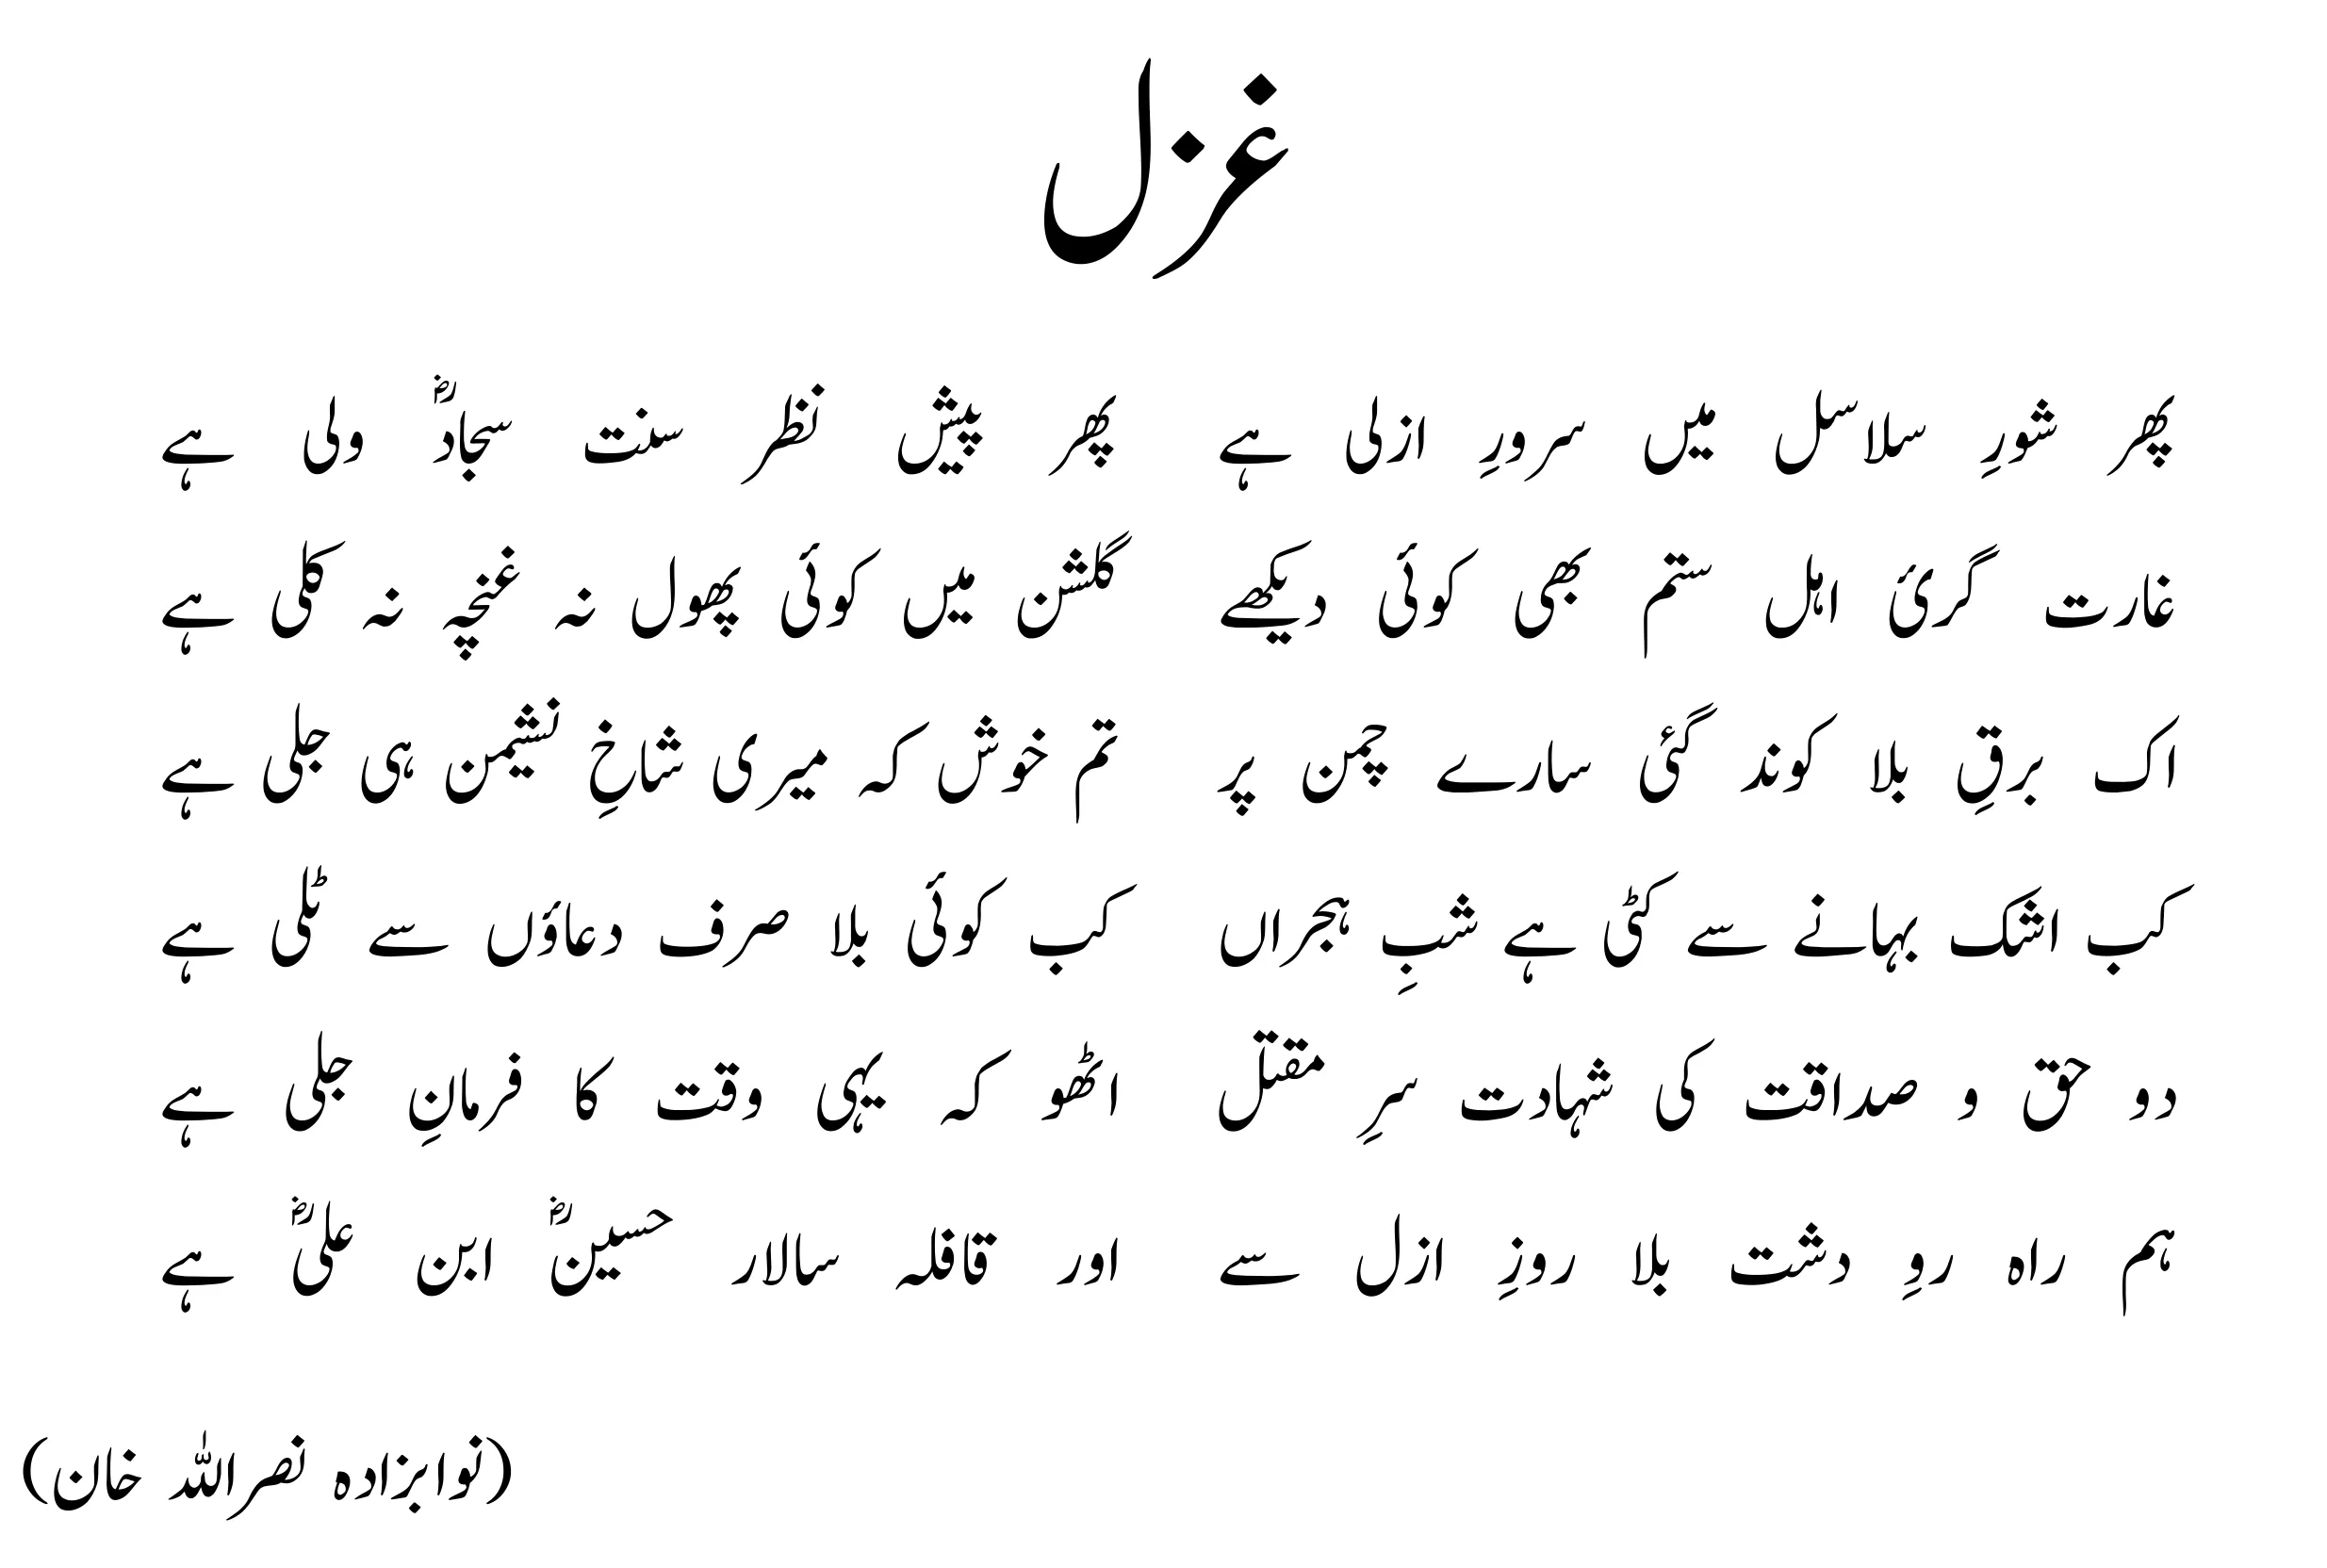 غزل
پھر شورِ سلاسل میں سرورِ ازلی ہے پھر پیشِ نظر سنت سجادؓ ولی ہے
غارت گریٔ اہل ستم بھی کوئی دیکھے گلشن میں کوئی پھول نہ غنچہ نہ کلی ہے
اک برقِ بلا کوند گئی سارے چمن پر تم خوش کہ مری شاخِ نشیمن ہی جلی ہے
کب اشک بہانے سے کٹی ہے شبِ ہجراں کب کوئی بلا صرف دعاؤں سے ٹلی ہے
دو حق و صداقت کی شہادت سرِ مقتل اٹھو کہ یہی وقت کا فرمانِ جلی ہے
ہم راہ روِ دشت بلا روزِ ازل سے اور قافلہ سالار حسینؓ ابن علیؓ ہے
(نوابزادہ نصراللہ خان)